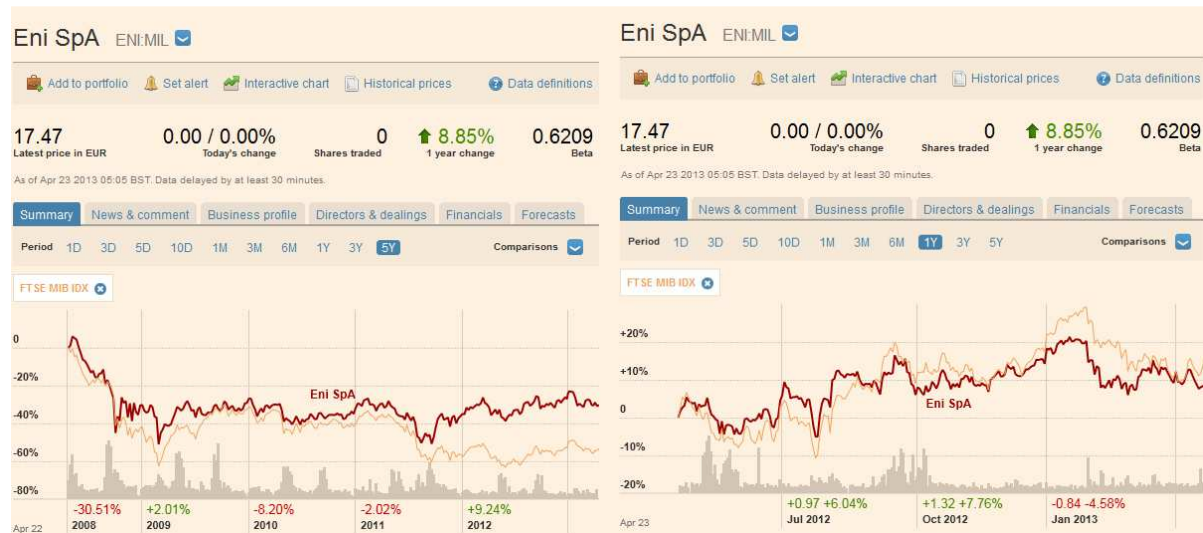 Eni SpA ENI:MIL
Add to portfolio Set alert Interactive chart Historical prices Data definitions
17.47 0.00 / 0.00% 0 8.85% 0.6209
Latest price in EUR Today's change Shares traded 1 year change Beta
As of Apr 23 2013 05:05 BST. Data delayed by at least 30 minutes.
Summary News & comment Business profile Directors & dealings Financials Forecasts
Period 1D 3D 5D 10D 1M 3M 6M 1Y 3Y 5Y Comparisons
FTSE MIB IDX
0
-20%
Eni SpA
-40%
-60%
-80%
-30.51% +2.01% -8.20% -2.02% +9.24%
Apr 22 2008 2009 2010 2011 2012
Eni SpA ENI:MIL
Add to portfolio Set alert Interactive chart Historical prices Data definitions
17.47 0.00 / 0.00% 0 8.85% 0.6209
Latest price in EUR Today's change Shares traded 1 year change Beta
As of Apr 23 2013 05:05 BST. Data delayed by at least 30 minutes.
Summary News & comment Business profile Directors & dealings Financials Forecasts
Period 1D 3D 5D 10D 1M 3M 6M 1Y 3Y 5Y Comparisons
FTSE MIB IDX
+20%
+10%
Eni SpA
0
-10%
-20%
+0.97 +6.04% +1.32 +7.76% -0.84 -4.58%
Apr 23 Jul 2012 Oct 2012 Jan 2013